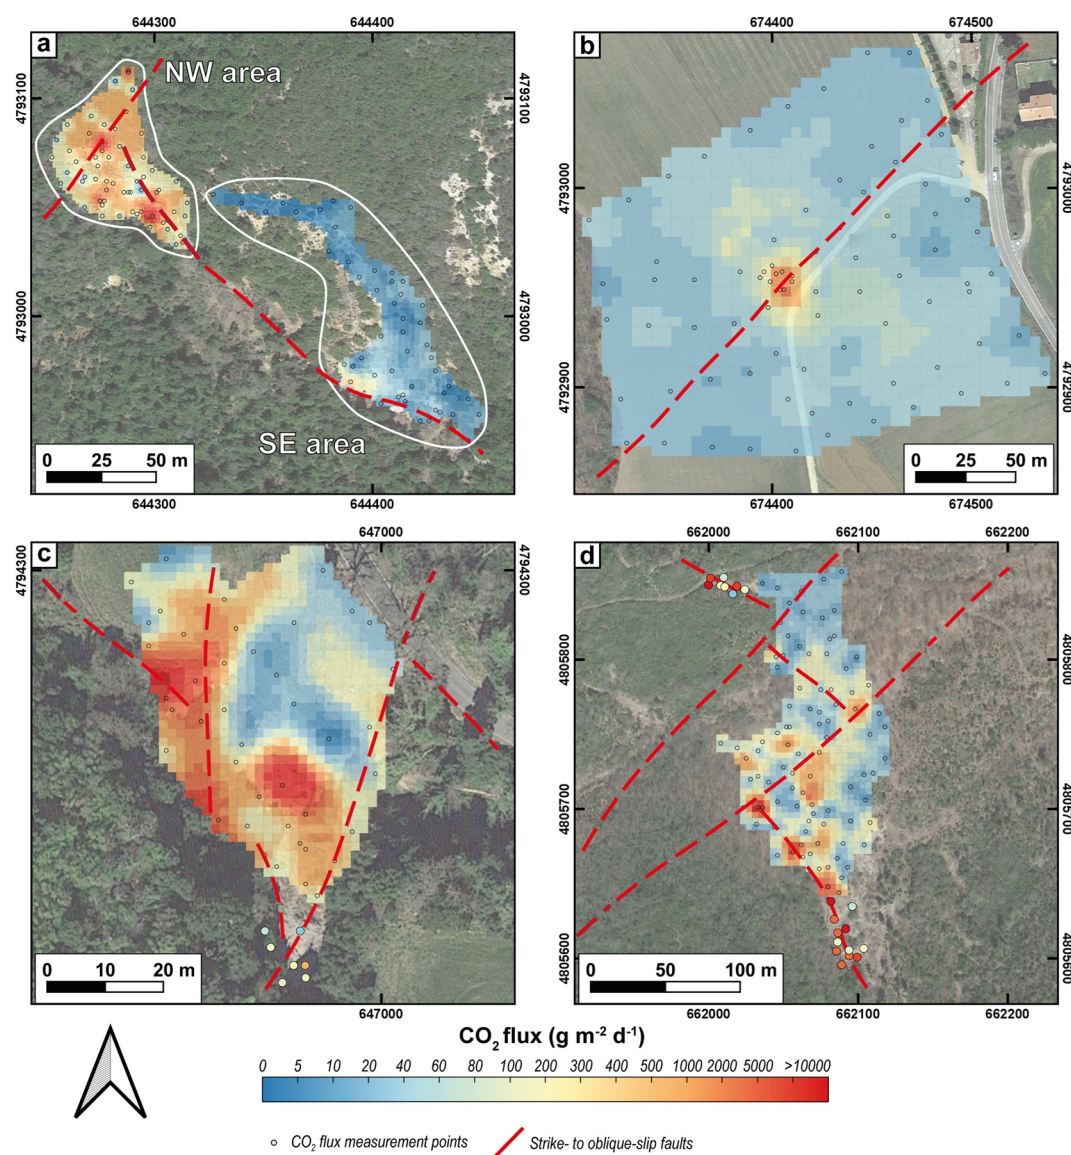 644300
644400
674400
674500
a
NW area
4793100
4793100
4793000
4793000
SE area
0
25
50 m
644300
644400
b
4793000
4793000
4792900
4792900
0
25
50 m
674400
674500
647000
662000
662100
662200
c
4794300
4794300
0
10
20 m
647000
d
4805800
4805800
4805700
4805700
4805600
4805600
0
50
100 m
662000
662100
662200
CO2 flux (g m-2 d-1)
0 5 10 20 40 60 80 100 200 300 400 1000 2000 5000 >10000
CO2 flux measurement points
Strike- to oblique-slip faults